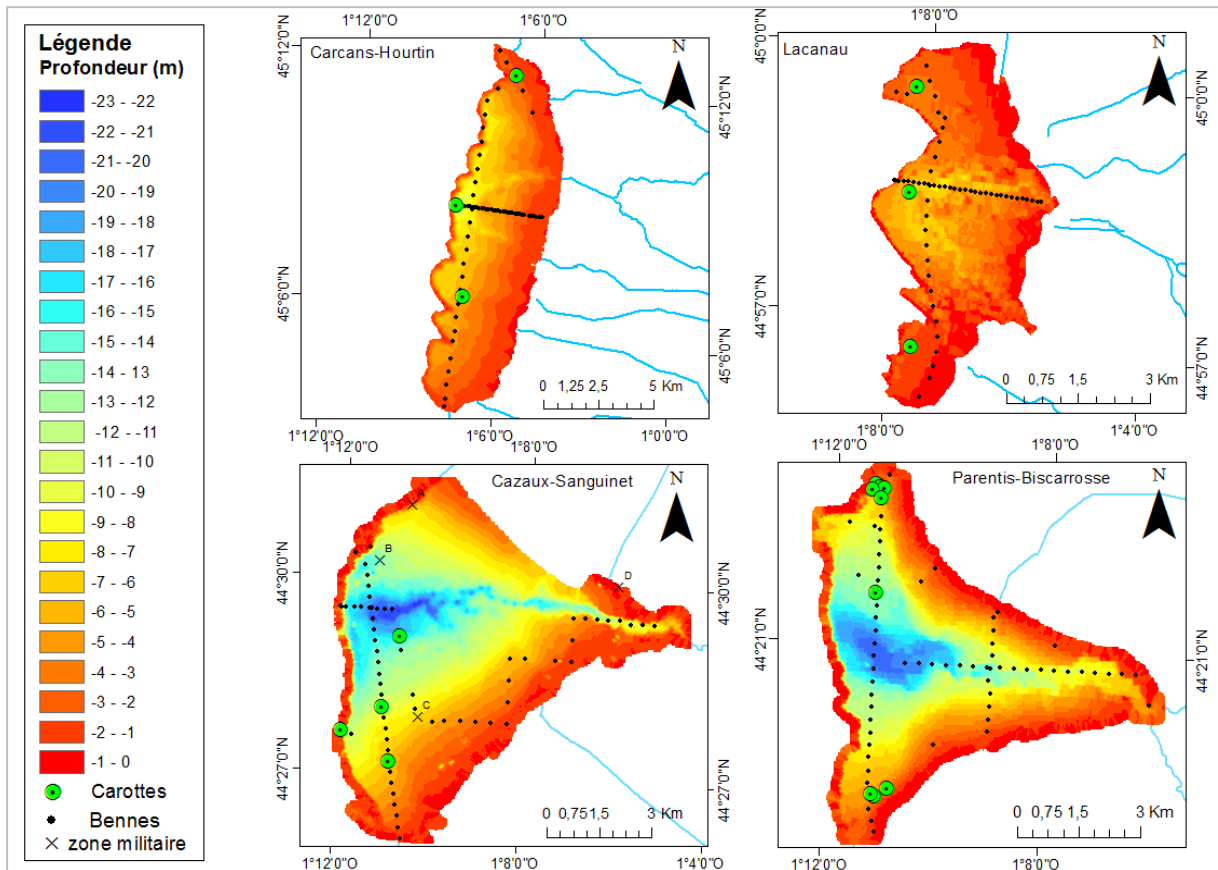 Légende
Profondeur (m)
-23 - -22
-22 - -21
-21- -20
-20 - -19
-19 - -18
-18 - -17
-17 - -16
-16 - -15
-15 - -14
-14 - 13
-13 - -12
-12 - -11
-11 - -10
-10 - -9
-9 - -8
-8 - -7
-7 - -6
-6 - -5
-5 - -4
-4 - -3
-3 - -2
-2 - -1
-1 - 0
Carottes
Bennes
zone militaire
1°12'0"O 1°6'0"O
Carcans-Hourtin
N
45°12'0"N
45°12'0"N
45°6'0"N
45°6'0"N
0 1,25 2,5 5 Km
1°12'0"O 1°6'0"O 1°0'0"O
1°8'0"O
Lacanau
N
45°0'0"N
45°0'0"N
44°57'0"N
44°57'0"N
0 0,75 1,5 3 Km
1°8'0"O 1°4'0"O
1°12'0"O 1°8'0"O
Cazaux-Sanguinet
N
A
B
C
D
44°30'0"N
44°30'0"N
44°27'0"N
44°27'0"N
0 0,75 1,5 3 Km
1°12'0"O 1°8'0"O 1°4'0"O
1°12'0"O 1°8'0"O
Parentis-Biscarrosse
N
44°21'0"N
44°21'0"N
0 0,75 1,5 3 Km
1°12'0"O 1°8'0"O